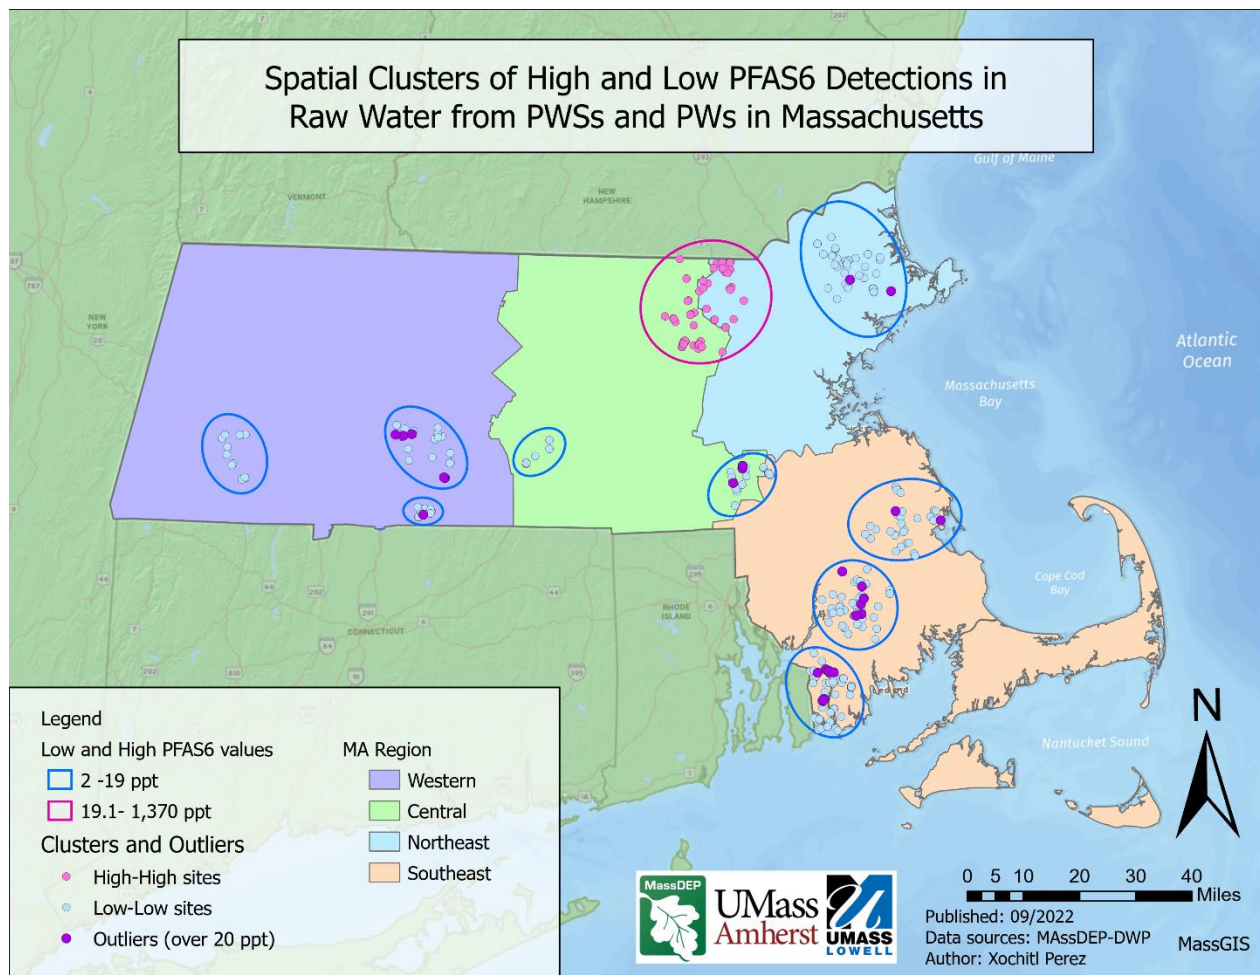 Spatial Clusters of High and Low PFAS6 Detections in
Raw Water from PWSs and PWs in Massachusetts
Gulf of Maine
VERMONT
NEW
HAMPSHIRE
NEW
YORK
Atlantic
Ocean
Massachusetts
Bay
Cape Cod
Bay
RHODE
ISLAND
CONNECTICUT
Nantucket Sound
N
Legend
Low and High PFAS6 values
2 -19 ppt
19.1- 1,370 ppt
Clusters and Outliers
High-High sites
Low-Low sites
Outliers (over 20 ppt)
MA Region
Western
Central
Northeast
Southeast
MassDEP
UMass
Amherst
UMASS
LOWELL
0 5 10 20 30 40
Miles
Published: 09/2022
Data sources: MAssDEP-DWP
Author: Xochitl Perez
MassGIS